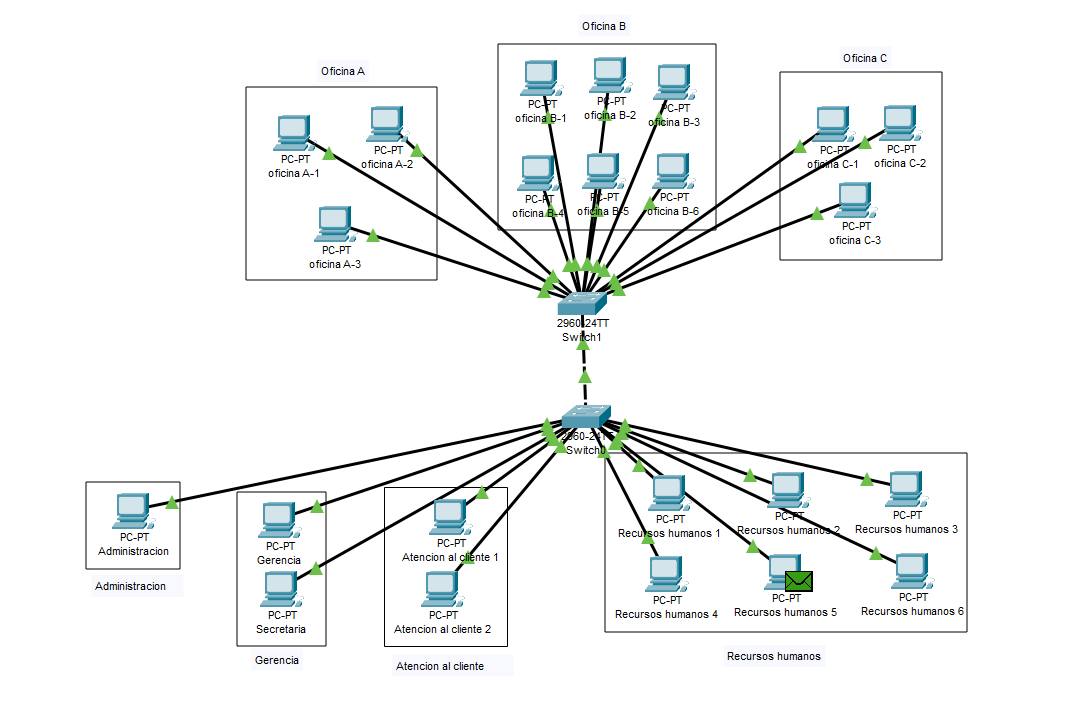 Oficina A
Oficina B
Oficina C
PC-PT
oficina A-1
PC-PT
oficina A-2
PC-PT
oficina A-3
PC-PT
oficina B-1
PC-PT
oficina B-2
PC-PT
oficina B-3
PC-PT
oficina B-4
PC-PT
oficina B-5
PC-PT
oficina B-6
PC-PT
oficina C-1
PC-PT
oficina C-2
PC-PT
oficina C-3
2960-24TT
Switch1
2960-24TT
Switch0
PC-PT
Administracion
Administracion
PC-PT
Gerencia
PC-PT
Secretaria
Gerencia
PC-PT
Atencion al cliente 1
PC-PT
Atencion al cliente 2
Atencion al cliente
PC-PT
Recursos humanos 1
PC-PT
Recursos humanos 2
PC-PT
Recursos humanos 3
PC-PT
Recursos humanos 4
PC-PT
Recursos humanos 5
PC-PT
Recursos humanos 6
Recursos humanos